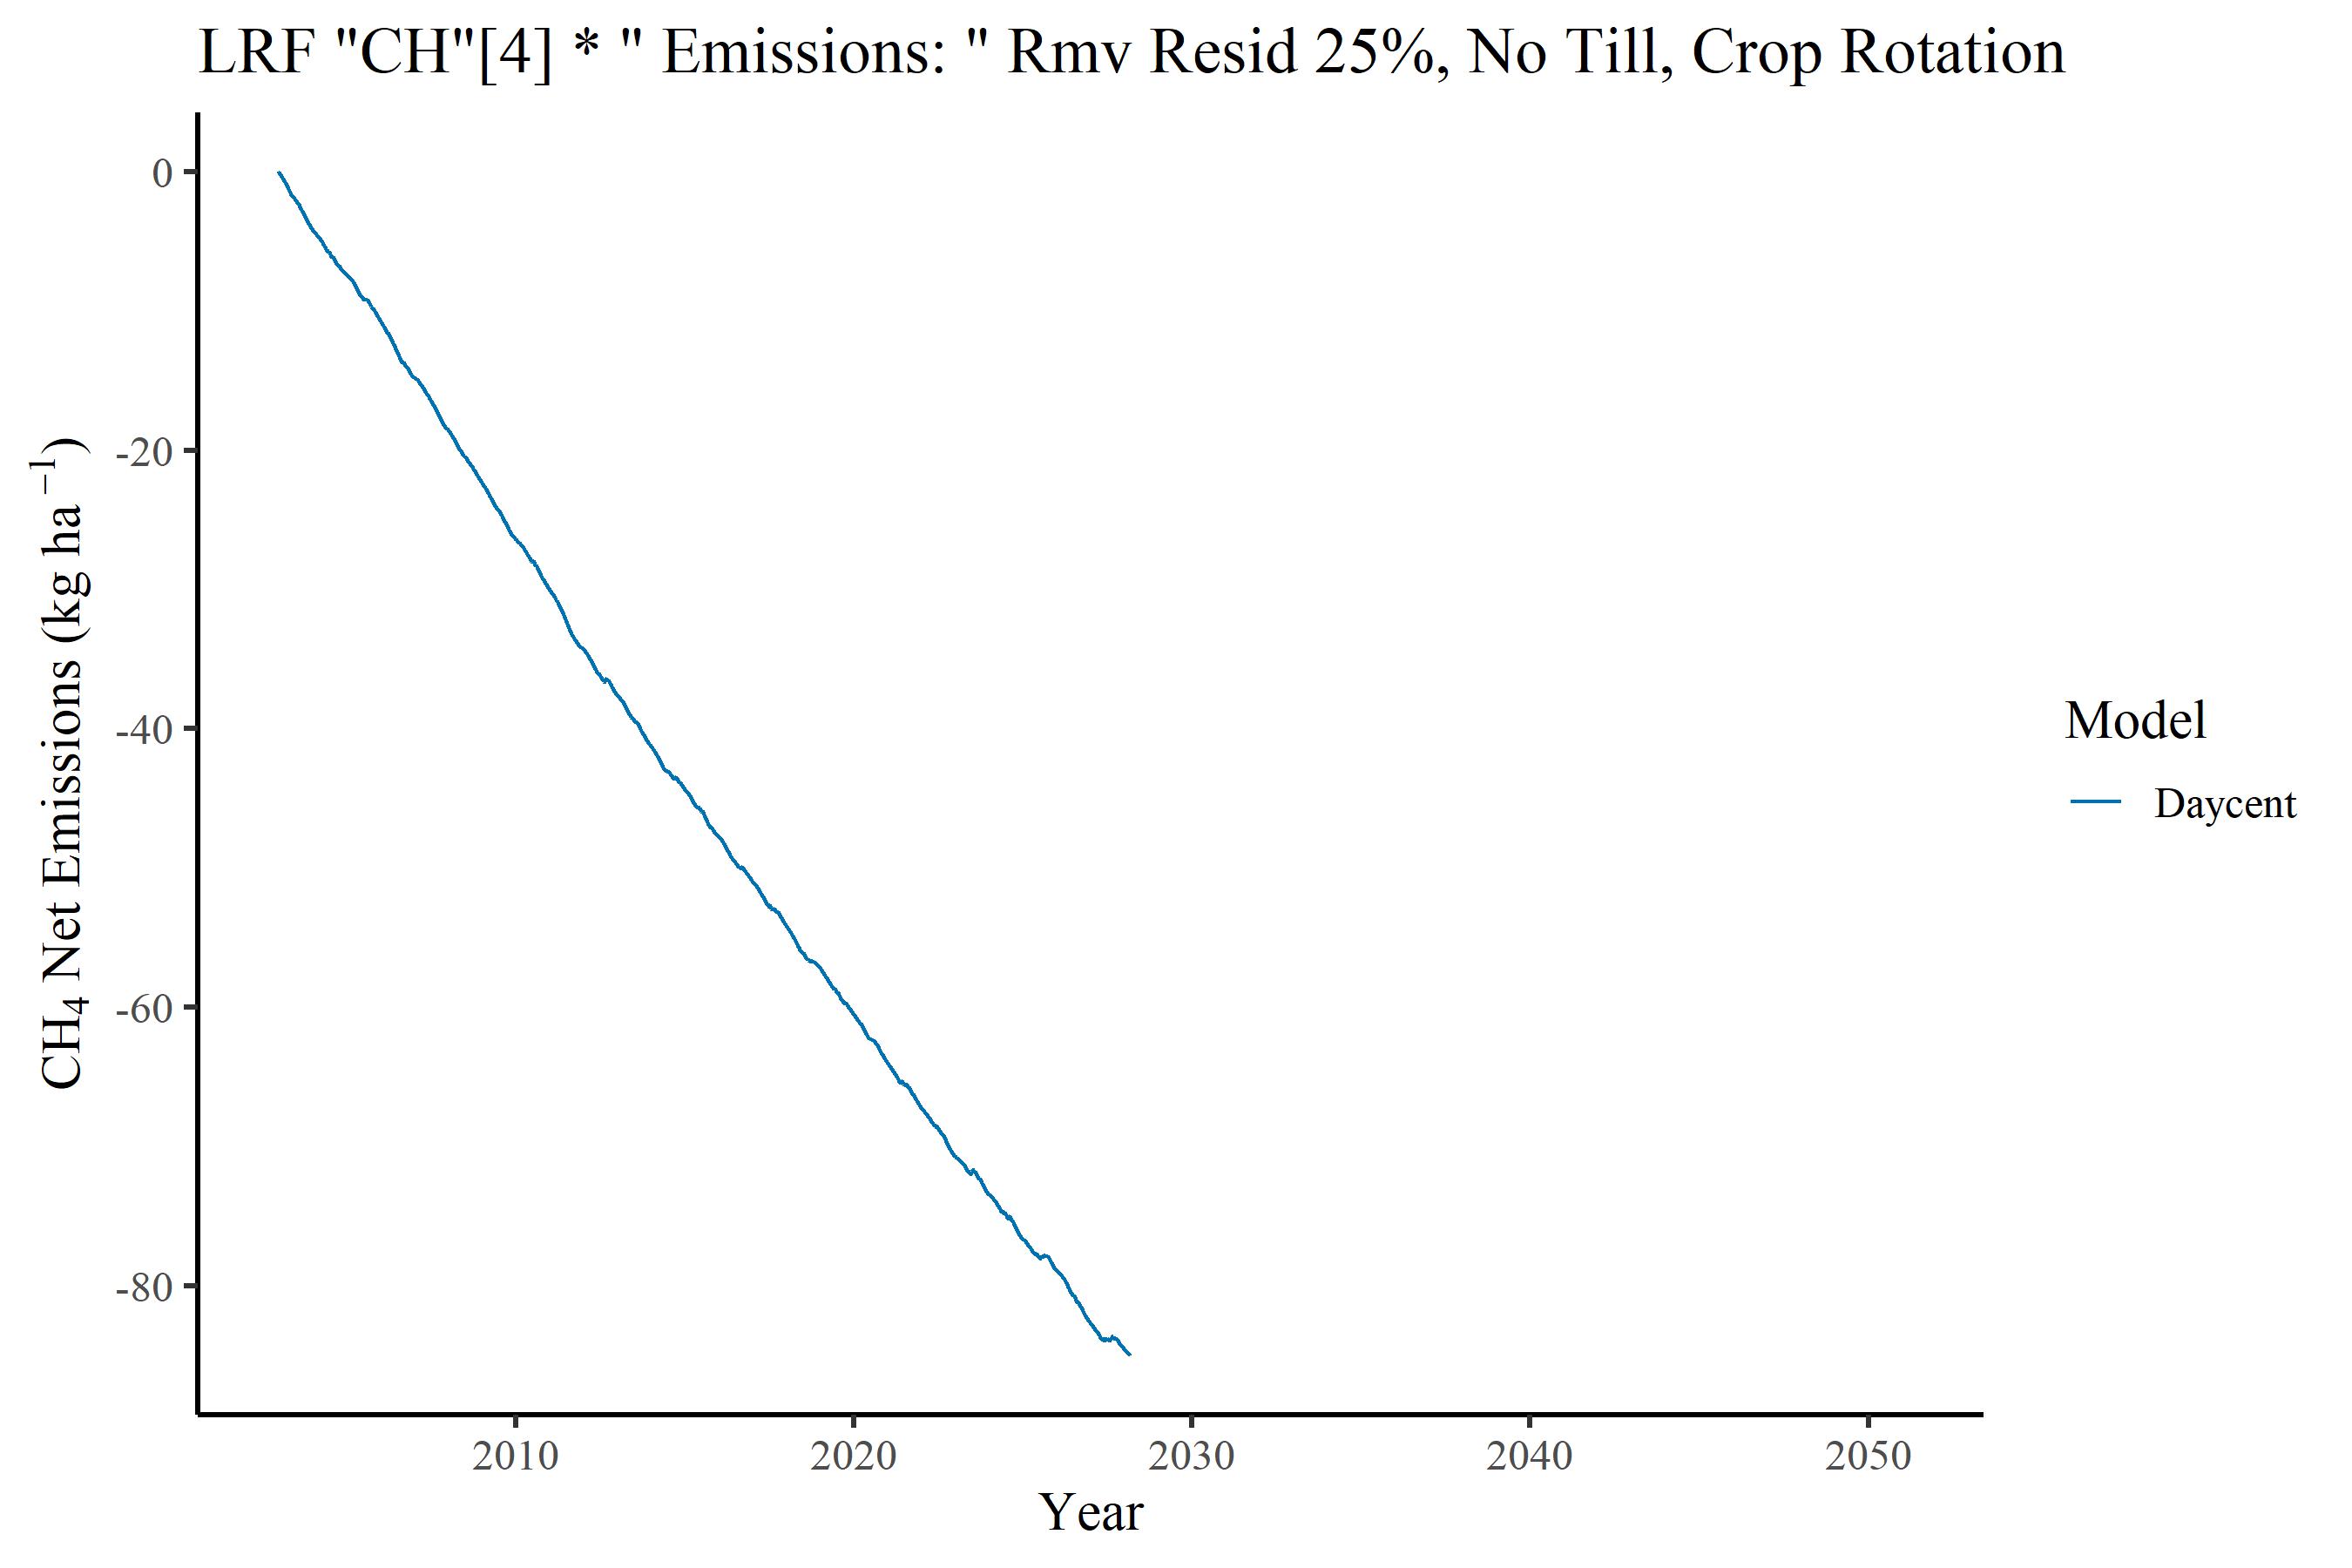 LRF "CH"[4] * " Emissions: " Rmv Resid 25%, No Till, Crop Rotation
CH₄ Net Emissions (kg ha ⁻¹)
0
-20
-40
-60
-80
2010 2020 2030 2040 2050
Year
Model
Daycent